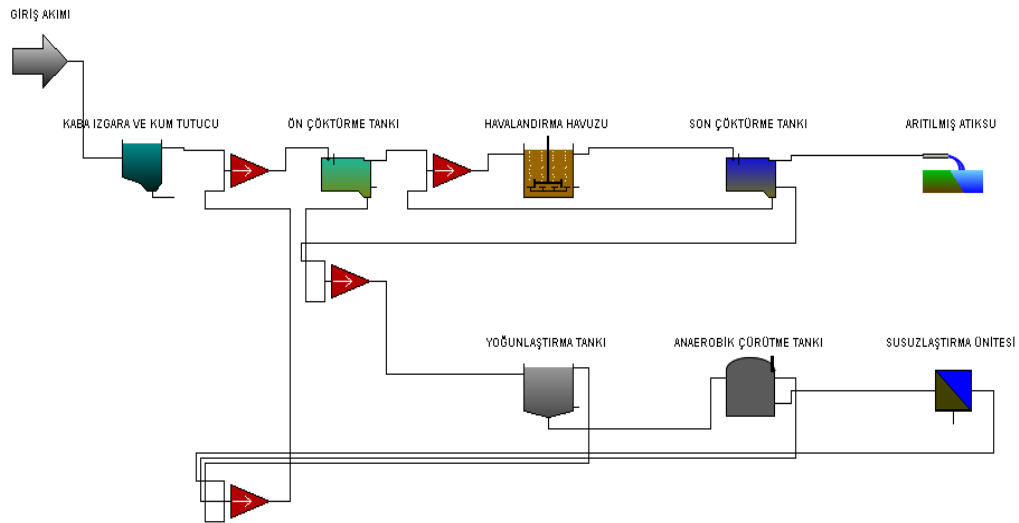 GİRİŞ AKIMI
KABA IZGARA VE KUM TUTUCU
ÖN ÇÖKTÜRME TANKI
HAVALANDIRMA HAVUZU
SON ÇÖKTÜRME TANKI
ARITILMIŞ ATIKSU
YOĞUNLAŞTIRMA TANKI
ANAEROBİK ÇÜRÜTME TANKI
SUSUZLAŞTIRMA ÜNİTESİ